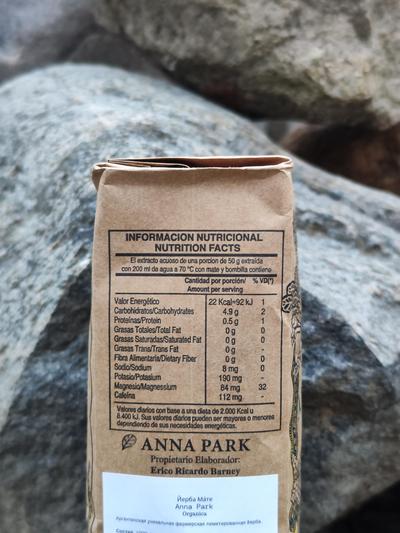 INFORMACION NUTRICIONAL
NUTRITION FACTS
El extracto acuoso de una porcion de 50 g extraída
con 200 ml de agua a 70 °C con mate y bombilla contiene
Cantidad por porción/ % VD(*)
Amount per serving
Valor Energético 22 Kcal=92 kJ 1
Carbohidratos/Carbohydrates 4.9 g 2
Proteínas/Protein 0.5 g 1
Grasas Totales/Total Fat 0 g 0
Grasas Saturadas/Saturated Fat 0 g 0
Grasas Trans/Trans Fat 0 g -
Fibra Alimentaria/Dietary Fiber 0 g 0
Sodio/Sodium 8 mg 0
Potasio/Potassium 190 mg -
Magnesio/Magnessium 84 mg 32
Cafeína 112 mg -
Valores diarios con base a una dieta de 2.000 Kcal u
8.400 kJ. Sus valores diarios pueden ser mayores o menores
dependiendo de sus necesidades energéticas.
ANNA PARK
Propietario Elaborador:
Erico Ricardo Barney
Йерба Мате
Anna Park
Organica
Аргентинская уникальная фермерская лимитированная йерба.